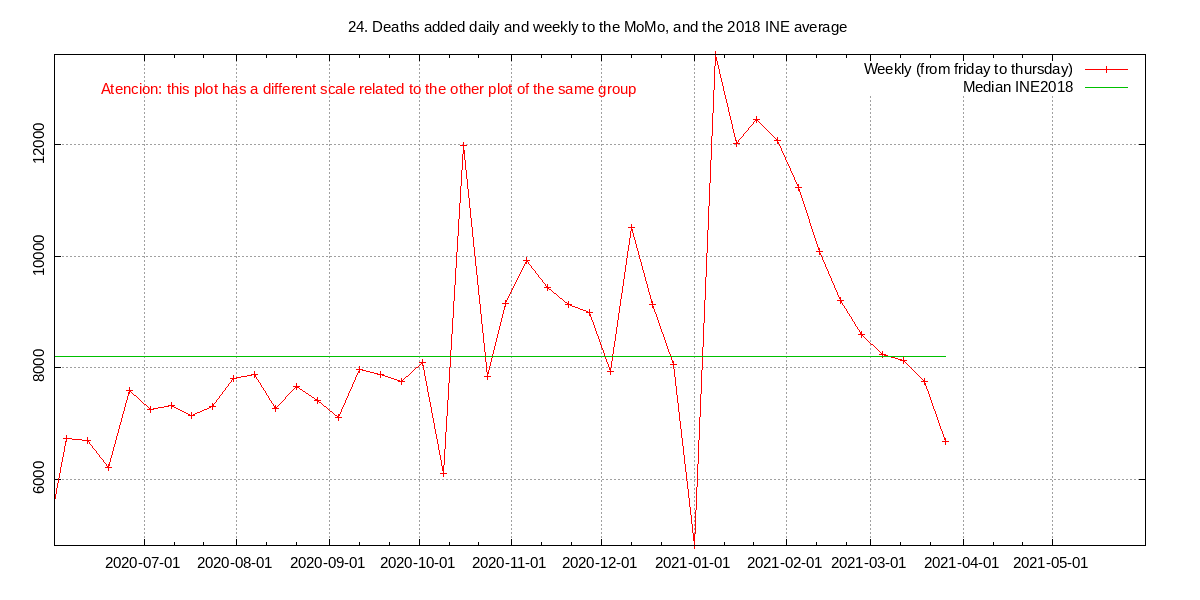 24. Deaths added daily and weekly to the MoMo, and the 2018 INE average
Weekly (from friday to thursday)
Median INE2018
Atencion: this plot has a different scale related to the other plot of the same group
12000
10000
8000
6000
2020-07-01 2020-08-01 2020-09-01 2020-10-01 2020-11-01 2020-12-01 2021-01-01 2021-02-01 2021-03-01 2021-04-01 2021-05-01